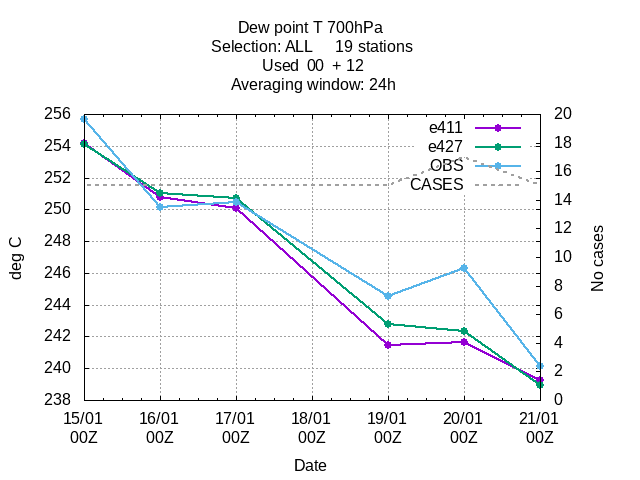 Dew point T 700hPa
Selection: ALL     19 stations
Used  00  + 12
Averaging window: 24h
256
254
252
250
248
246
244
242
240
238
deg C
20
18
16
14
12
10
8
6
4
2
0
No cases
e411
e427
OBS
CASES
15/01 16/01 17/01 18/01 19/01 20/01 21/01
00Z 00Z 00Z 00Z 00Z 00Z 00Z
Date